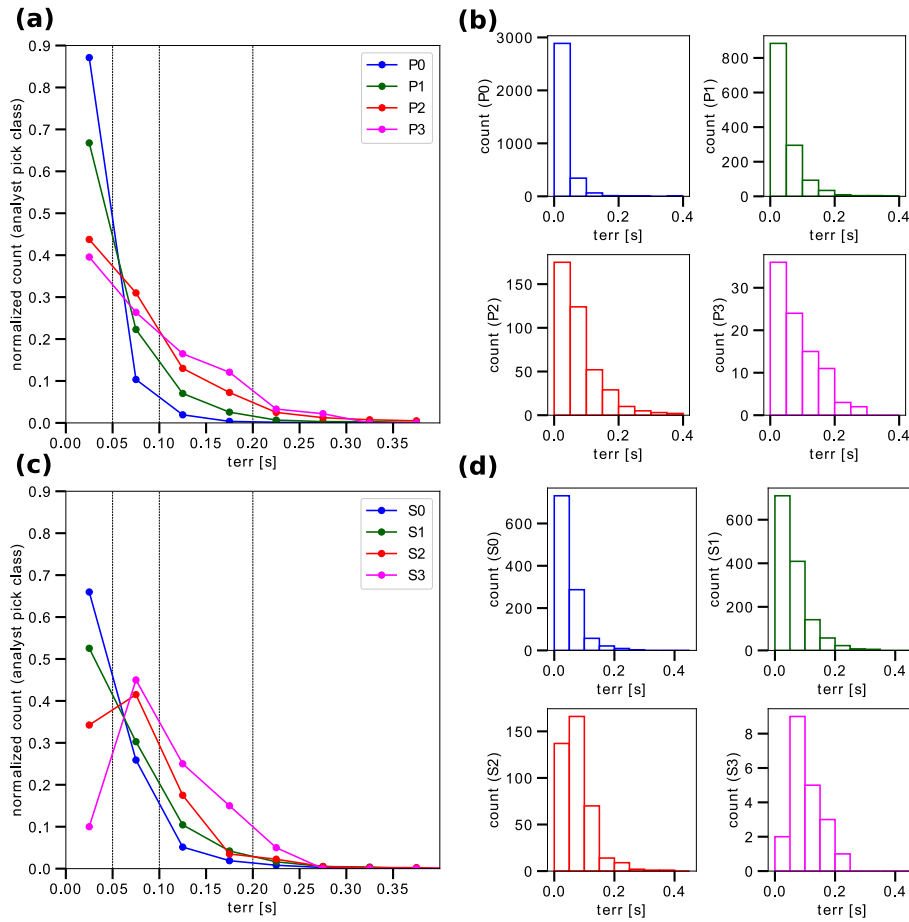 (a)
normalized count (analyst pick class)
0.9
0.8
0.7
0.6
0.5
0.4
0.3
0.2
0.1
0.0
P0
P1
P2
P3
0.00 0.05 0.10 0.15 0.20 0.25 0.30 0.35
terr [s]
(b)
count (P0)
3000
2000
1000
0
0.0 0.2 0.4
terr [s]
count (P1)
800
600
400
200
0
0.0 0.2 0.4
terr [s]
count (P2)
150
100
50
0
0.0 0.2 0.4
terr [s]
count (P3)
30
20
10
0
0.0 0.2 0.4
terr [s]
(c)
normalized count (analyst pick class)
0.9
0.8
0.7
0.6
0.5
0.4
0.3
0.2
0.1
0.0
S0
S1
S2
S3
0.00 0.05 0.10 0.15 0.20 0.25 0.30 0.35
terr [s]
(d)
count (S0)
600
400
200
0
0.0 0.2 0.4
terr [s]
count (S1)
600
400
200
0
0.0 0.2 0.4
terr [s]
count (S2)
150
100
50
0
0.0 0.2 0.4
terr [s]
count (S3)
8
6
4
2
0
0.0 0.2 0.4
terr [s]